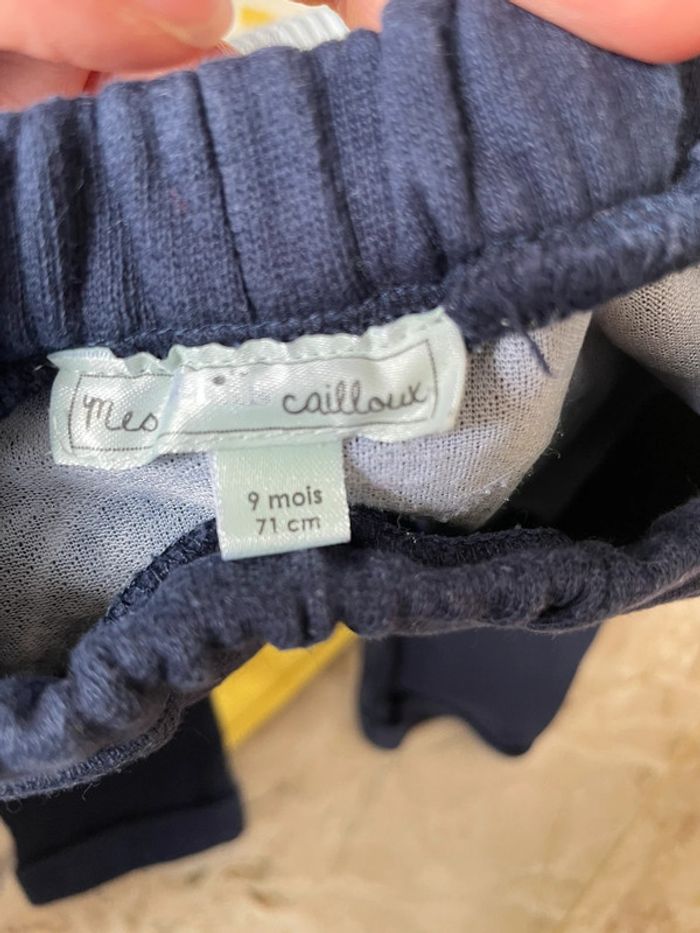 Mes cailloux
9 mois
71 cm